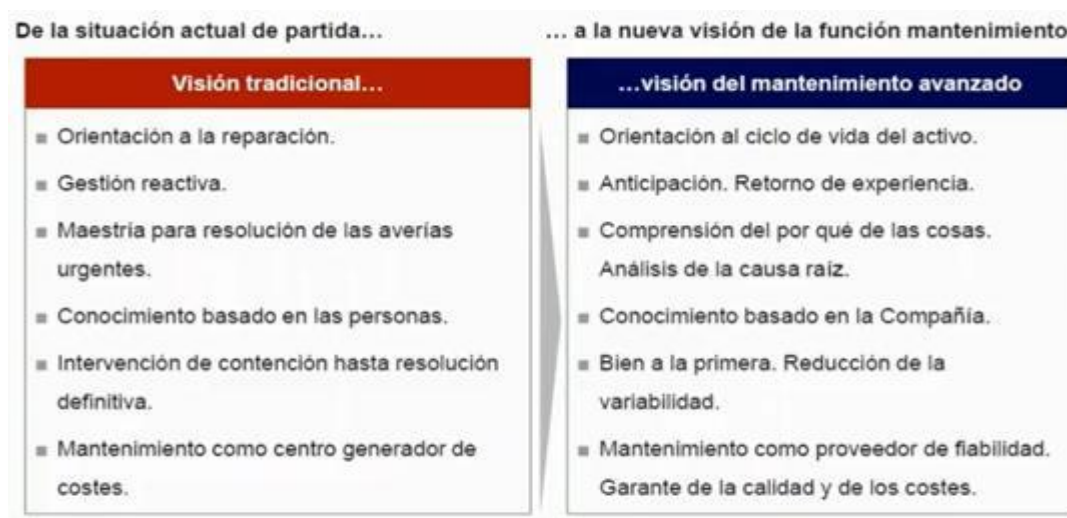 De la situación actual de partida...
... a la nueva visión de la función mantenimiento
Visión tradicional...
■ Orientación a la reparación.
■ Gestión reactiva.
■ Maestría para resolución de las averías
urgentes.
■ Conocimiento basado en las personas.
■ Intervención de contención hasta resolución
definitiva.
■ Mantenimiento como centro generador de
costes.
...visión del mantenimiento avanzado
■ Orientación al ciclo de vida del activo.
■ Anticipación. Retorno de experiencia.
■ Comprensión del por qué de las cosas.
Análisis de la causa raíz.
■ Conocimiento basado en la Compañía.
■ Bien a la primera. Reducción de la
variabilidad.
■ Mantenimiento como proveedor de fiabilidad.
Garante de la calidad y de los costes.